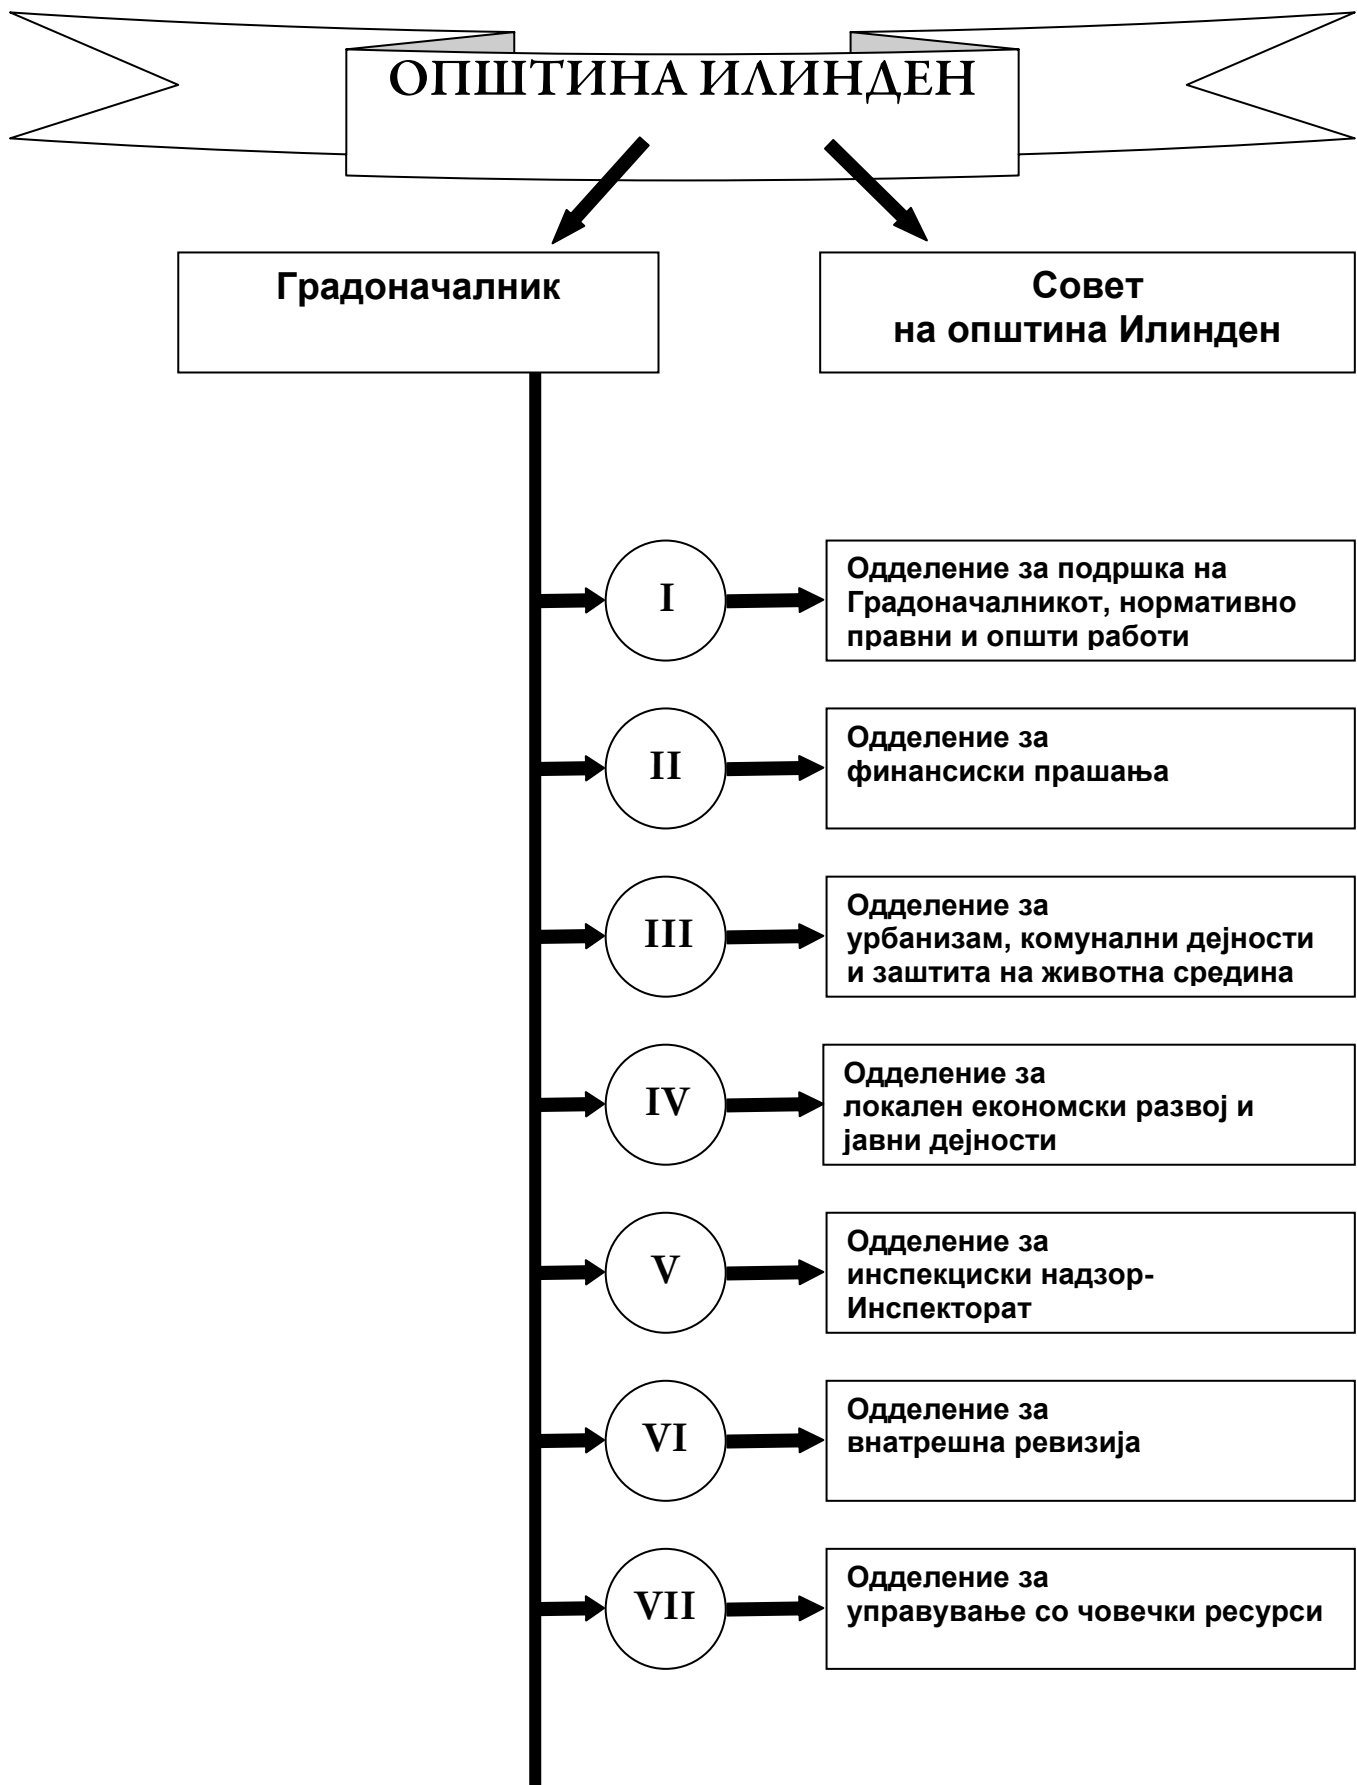 ОПШТИНА ИЛИНДЕН
Градоначалник
Совет
на општина Илинден
I
Одделение за подршка на
Градоначалникот, нормативно
правни и општи работи
II
Одделение за
финансиски прашања
III
Одделение за
урбанизам, комунални дејности
и заштита на животна средина
IV
Одделение за
локален економски развој и
јавни дејности
V
Одделение за
инспекциски надзор-
Инспекторат
VI
Одделение за
внатрешна ревизија
VII
Одделение за
управување со човечки ресурси